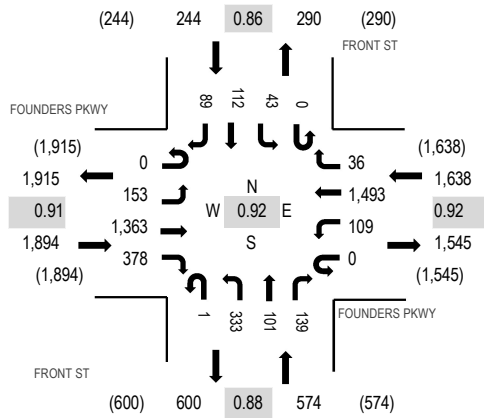 (244) 244 0.86 290 (290)
FRONT ST
89 112 43 0
FOUNDERS PKWY
(1,915) (1,638)
0 36
1,915 1,638
153 N 1,493
0.91 W 0.92 E 0.92
1,363 109
1,894 S 1,545
378 0
(1,894) (1,545)
1 333 101 139
FOUNDERS PKWY
FRONT ST
(600) 600 0.88 574 (574)